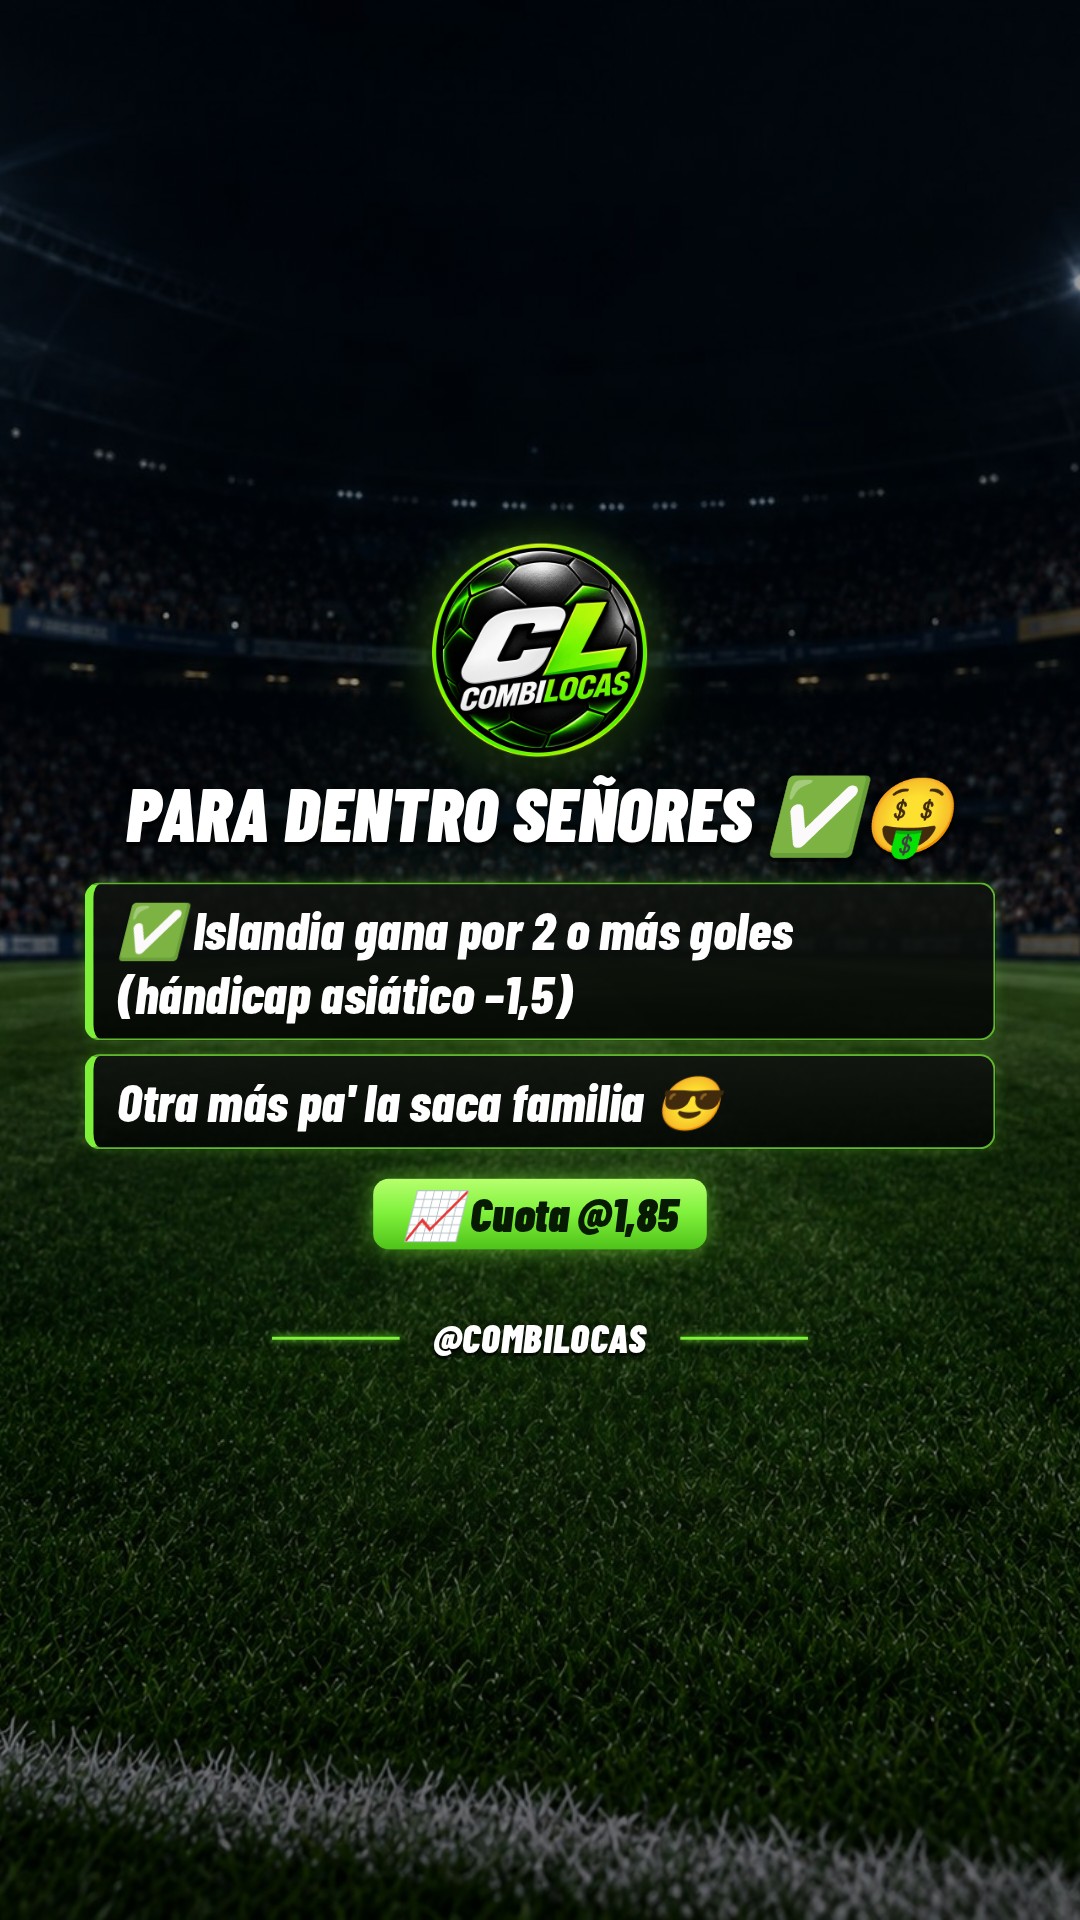 CL
COMBILOCAS
PARA DENTRO SEÑORES ✅🤑
✅ Islandia gana por 2 o más goles
(hándicap asiático -1,5)
Otra más pa' la saca familia 😎
📈 Cuota @1,85
@COMBILOCAS